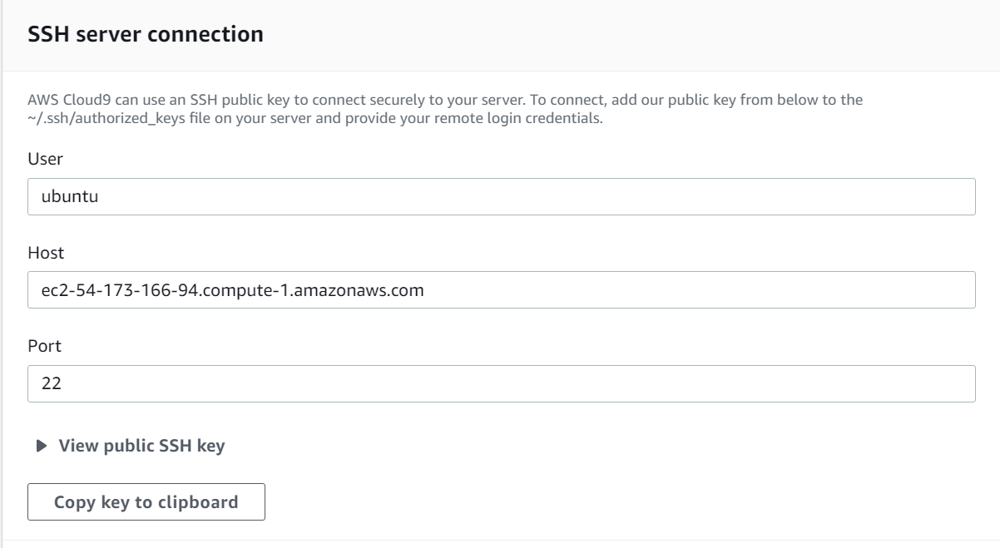 SSH server connection
AWS Cloud9 can use an SSH public key to connect securely to your server. To connect, add our public key from below to the
~/.ssh/authorized_keys file on your server and provide your remote login credentials.
User
ubuntu
Host
ec2-54-173-166-94.compute-1.amazonaws.com
Port
22
View public SSH key
Copy key to clipboard